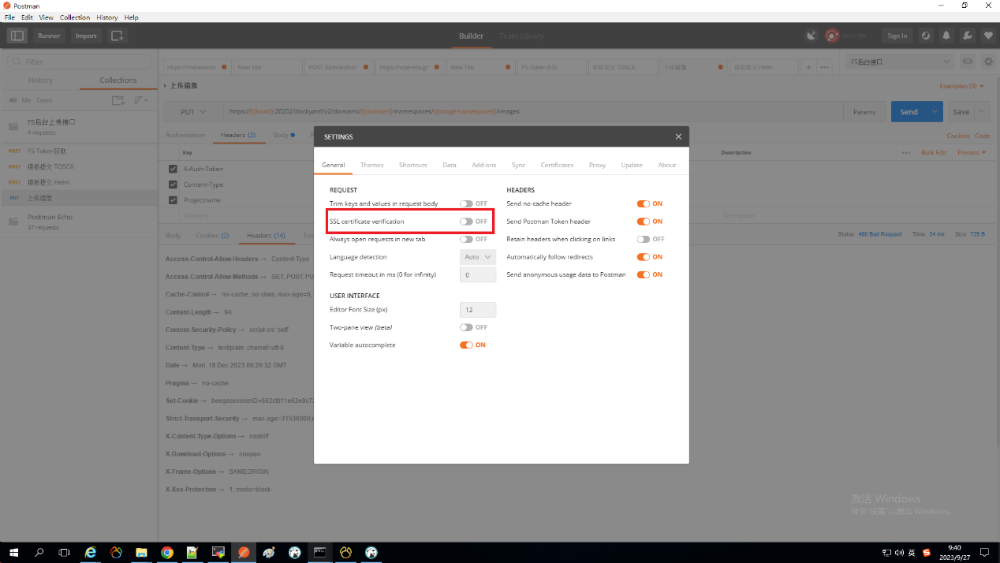 Postman
File Edit View Collection History Help
Runner Import Builder Team Library Sign In
Filter
History Collections
All Me Team
FS后台上传接口
4 requests
POST FS-Token获取
POST 模板提交 TOSCA
POST 模板提交 Helm
PUT 上传镜像
Postman Echo
37 requests
https://metaworks New Tab POST /iam/author https://vipmeta.gr New Tab FS-Token获取 模板提交 TOSCA 上传镜像 模板提交 Helm + ••• FS后台接口
上传镜像 Examples (0)
PUT https://{{host}}:20202/dockyard/v2/domains/{{domain}}/namespaces/{{image-namespace}}/images Params Send Save
Authorization Headers (3) Body Cookies Code
Key Description ••• Bulk Edit Presets
X-Auth-Token
Content-Type
Projectname
New key Description
Body Cookies (2) Headers (14) Status: 400 Bad Request Time: 34 ms Size: 725 B
Access-Control-Allow-Headers → Content-Type
Access-Control-Allow-Methods → GET, POST, PU
Cache-Control → no-cache, no-store, max-age=0,
Content-Length → 94
Content-Security-Policy → script-src 'self'
Content-Type → text/plain; charset=utf-8
Date → Mon, 18 Dec 2023 06:29:32 GMT
Pragma → no-cache
Set-Cookie → beegosessionID=562cfd11e62e8c72
Strict-Transport-Security → max-age=31536000;
X-Content-Type-Options → nosniff
X-Download-Options → noopen
X-Frame-Options → SAMEORIGIN
X-Xss-Protection → 1; mode=block
SETTINGS
General Themes Shortcuts Data Add-ons Sync Certificates Proxy Update About
REQUEST
Trim keys and values in request body OFF
SSL certificate verification OFF
Always open requests in new tab OFF
Language detection Auto
Request timeout in ms (0 for infinity) 0
USER INTERFACE
Editor Font Size (px) 12
Two-pane view (beta) OFF
Variable autocomplete ON
HEADERS
Send no-cache header ON
Send Postman Token header ON
Retain headers when clicking on links OFF
Automatically follow redirects ON
Send anonymous usage data to Postman ON
激活 Windows
转到"设置"以激活 Windows。
英
9:40
2023/9/27